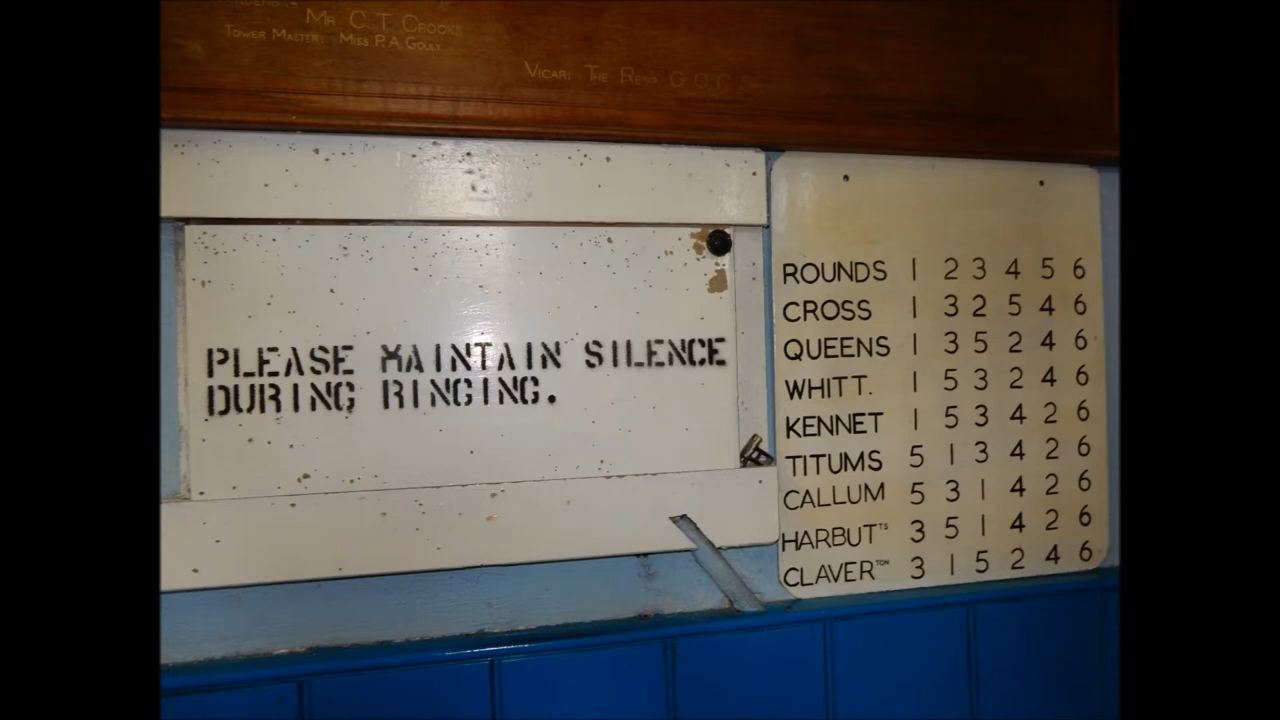 Mr C. T. Crooks
Tower Master: Miss P. A. Gould
Vicar: The Revd G. C. C.
PLEASE MAINTAIN SILENCE
DURING RINGING.
ROUNDS 1 2 3 4 5 6
CROSS 1 3 2 5 4 6
QUEENS 1 3 5 2 4 6
WHITT. 1 5 3 2 4 6
KENNET 1 5 3 4 2 6
TITUMS 5 1 3 4 2 6
CALLUM 5 3 1 4 2 6
HARBUTTS 3 5 1 4 2 6
CLAVERTON 3 1 5 2 4 6